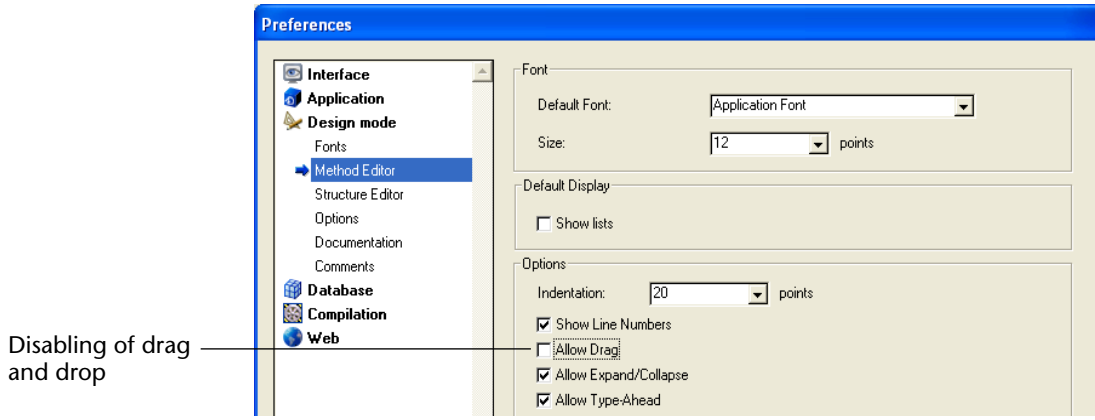 Preferences
Interface
Application
Design mode
Fonts
Method Editor
Structure Editor
Options
Documentation
Comments
Database
Compilation
Web
Font
Default Font: Application Font
Size: 12 points
Default Display
Show lists
Options
Indentation: 20 points
Show Line Numbers
Allow Drag
Allow Expand/Collapse
Allow Type-Ahead
Disabling of drag
and drop